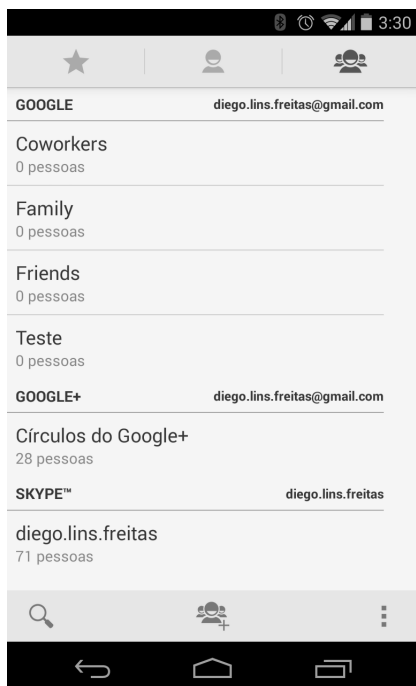 3:30
GOOGLE diego.lins.freitas@gmail.com
Coworkers
0 pessoas
Family
0 pessoas
Friends
0 pessoas
Teste
0 pessoas
GOOGLE+ diego.lins.freitas@gmail.com
Círculos do Google+
28 pessoas
SKYPE™ diego.lins.freitas
diego.lins.freitas
71 pessoas